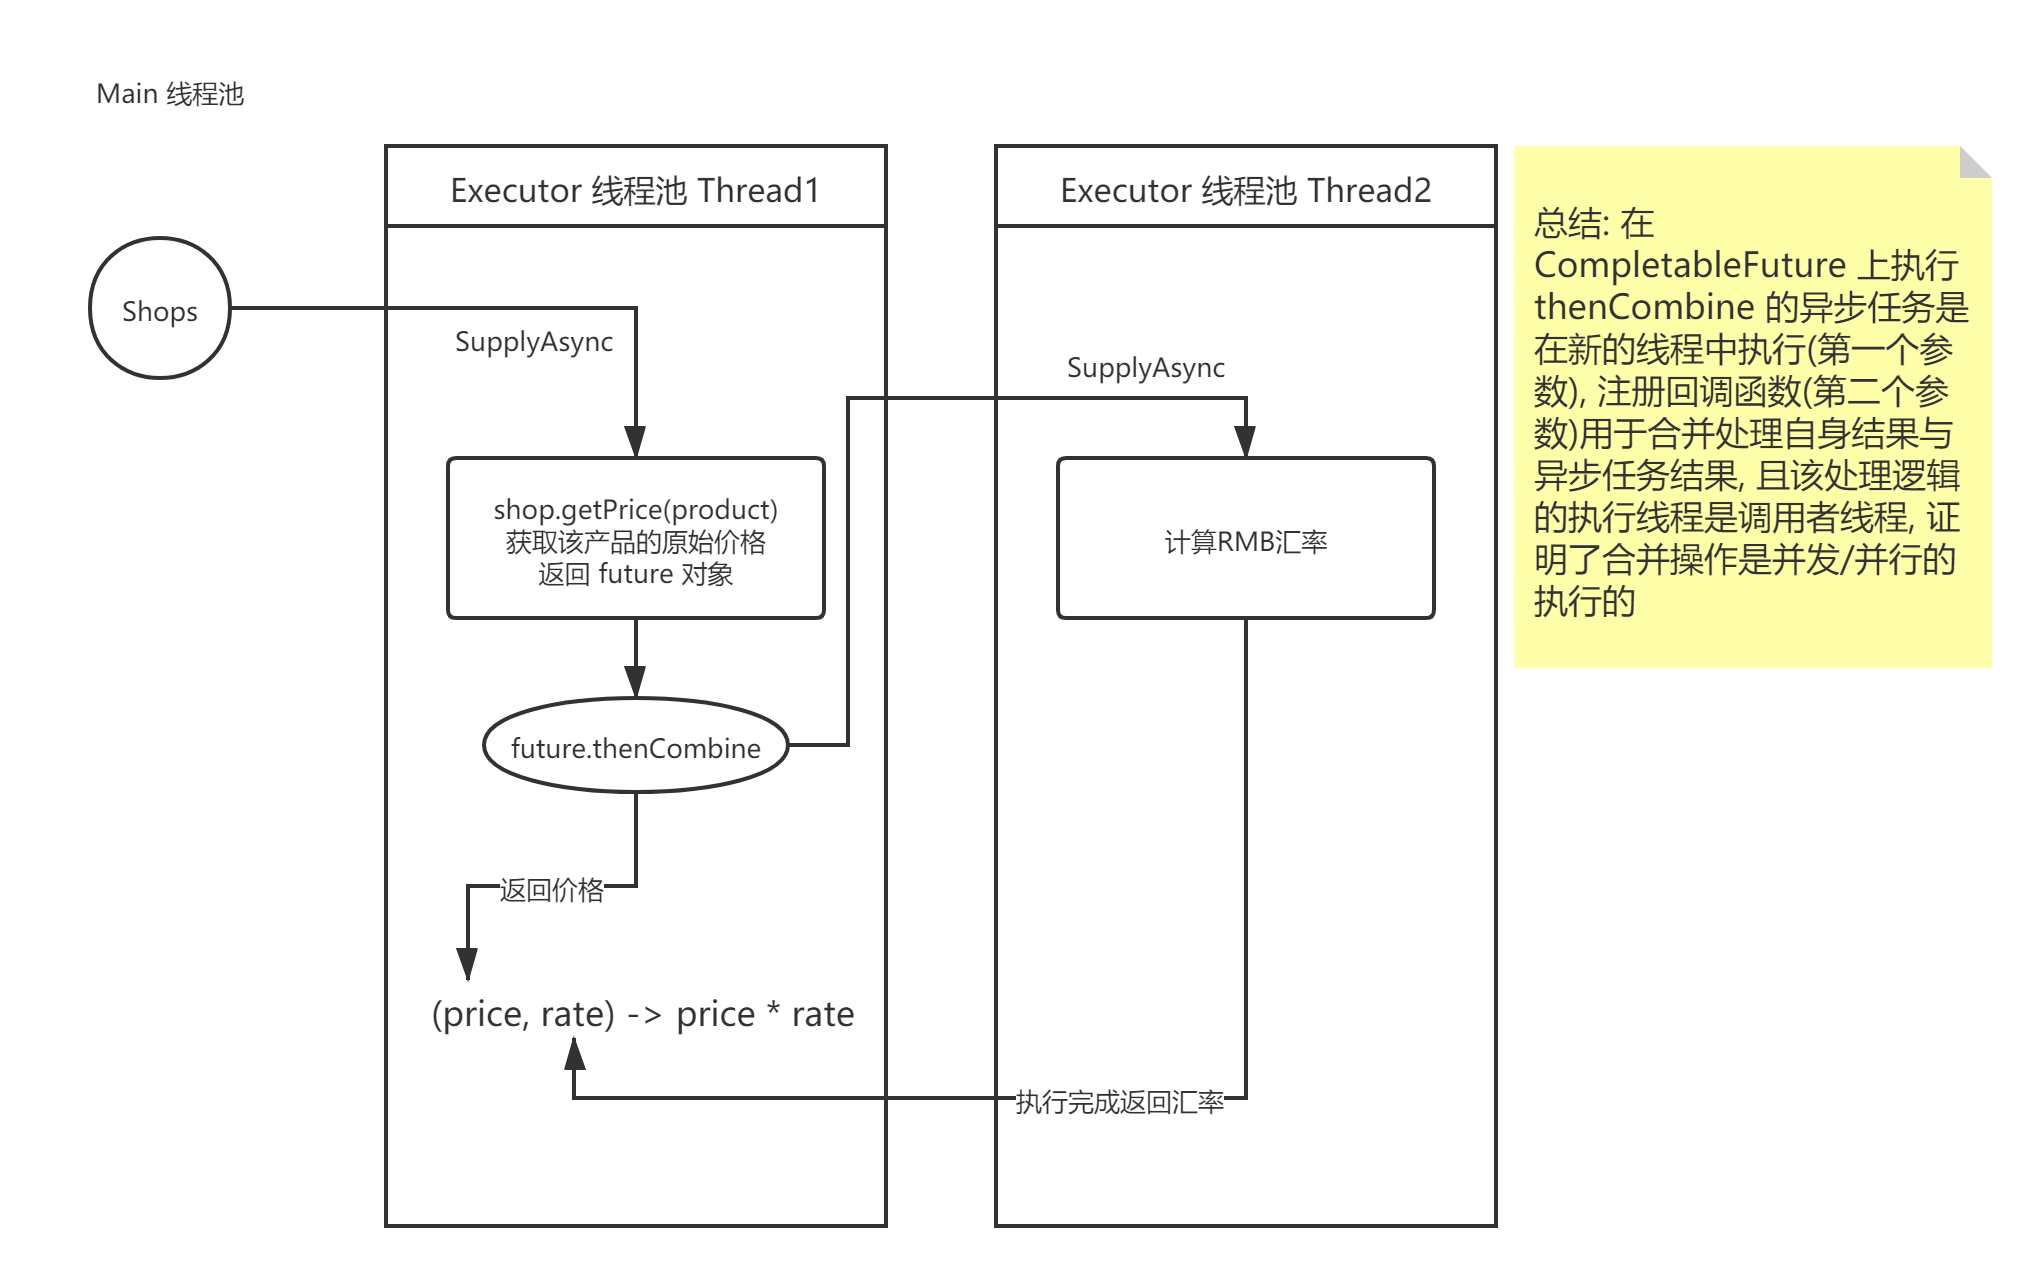 Main 线程池
Executor 线程池 Thread1
Executor 线程池 Thread2
Shops
SupplyAsync
SupplyAsync
shop.getPrice(product)
获取该产品的原始价格
返回 future 对象
计算RMB汇率
future.thenCombine
返回价格
(price, rate) -> price * rate
执行完成返回汇率
总结: 在
CompletableFuture 上执行
thenCombine 的异步任务是
在新的线程中执行(第一个参
数), 注册回调函数(第二个参
数)用于合并处理自身结果与
异步任务结果, 且该处理逻辑
的执行线程是调用者线程, 证
明了合并操作是并发/并行的
执行的